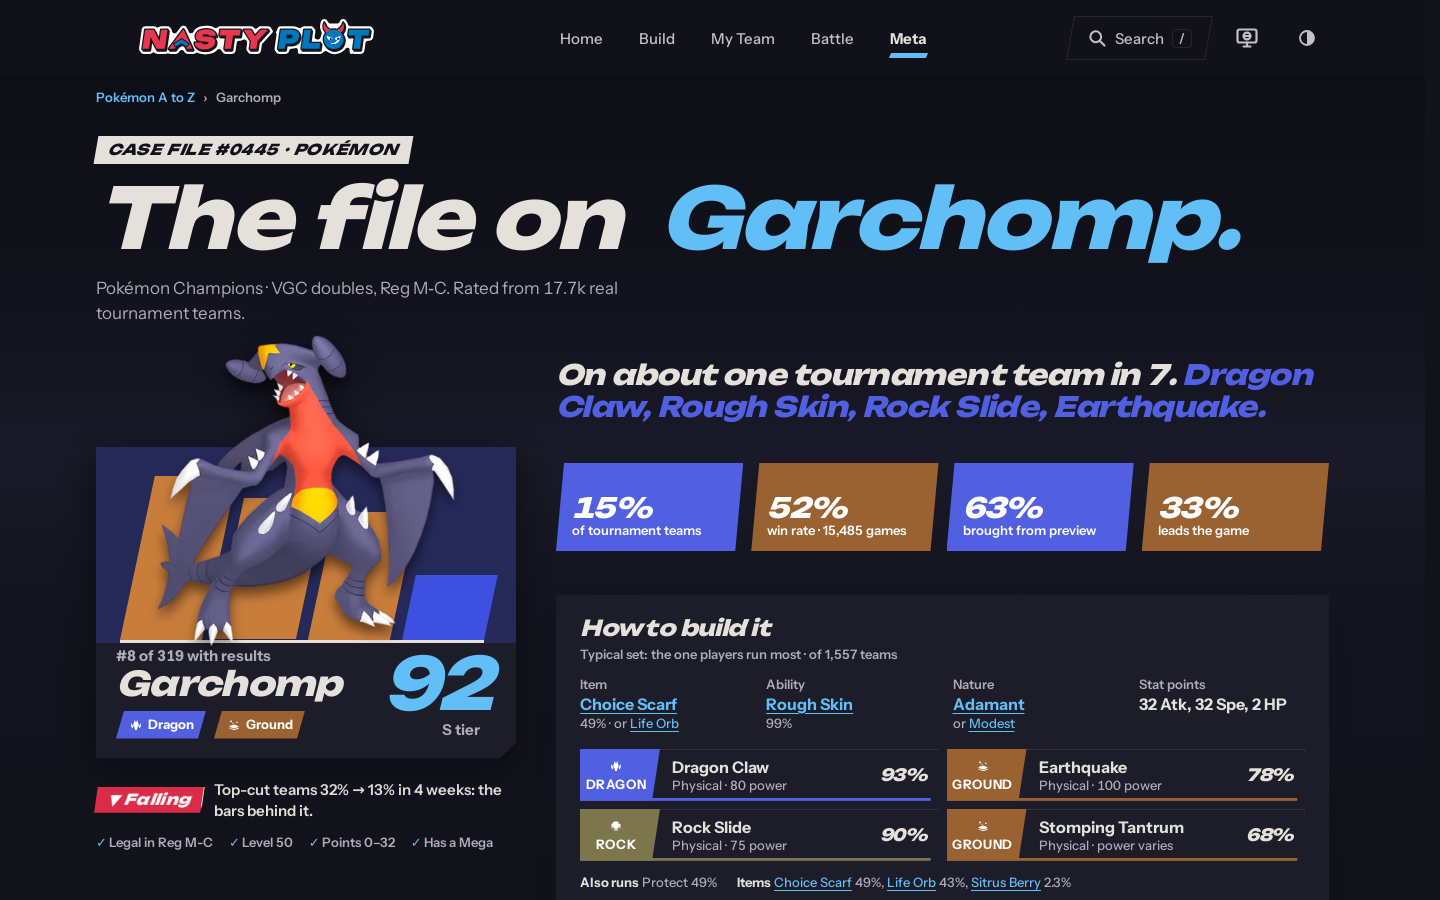 NASTY PLOT
Home
Build
My Team
Battle
Meta
Search /
Pokémon A to Z › Garchomp
CASE FILE #0445 · POKÉMON
The file on Garchomp.
Pokémon Champions · VGC doubles, Reg M-C. Rated from 17.7k real
tournament teams.
On about one tournament team in 7. Dragon
Claw, Rough Skin, Rock Slide, Earthquake.
15%
of tournament teams
52%
win rate · 15,485 games
63%
brought from preview
33%
leads the game
#8 of 319 with results
Garchomp
92
Dragon
Ground
S tier
▼Falling
Top-cut teams 32% → 13% in 4 weeks: the
bars behind it.
✓ Legal in Reg M-C ✓ Level 50 ✓ Points 0–32 ✓ Has a Mega
How to build it
Typical set: the one players run most · of 1,557 teams
Item
Choice Scarf
49% · or Life Orb
Ability
Rough Skin
99%
Nature
Adamant
or Modest
Stat points
32 Atk, 32 Spe, 2 HP
DRAGON
Dragon Claw
Physical · 80 power
93%
GROUND
Earthquake
Physical · 100 power
78%
ROCK
Rock Slide
Physical · 75 power
90%
GROUND
Stomping Tantrum
Physical · power varies
68%
Also runs Protect 49% Items Choice Scarf 49%, Life Orb 43%, Sitrus Berry 2.3%